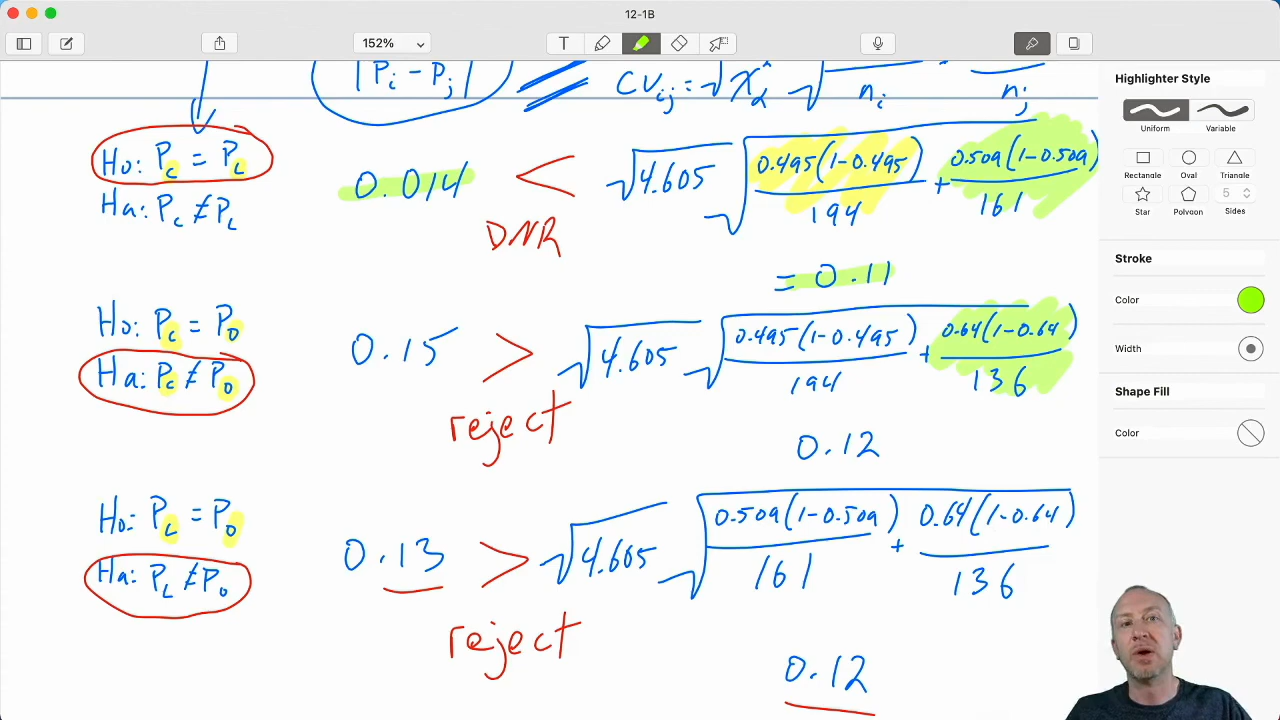 12-1B
152%
T
|Pi - Pj|
CVij = √χ²α √ ni + nj
Ho: Pc = PL
Ha: Pc ≠ PL
0.014 < √4.605 √ 0.495(1-0.495)/194 + 0.509(1-0.509)/161
DNR
= 0.11
Ho: Pc = Po
Ha: Pc ≠ Po
0.15 > √4.605 √ 0.495(1-0.495)/194 + 0.64(1-0.64)/136
reject
0.12
Ho: PL = Po
Ha: PL ≠ Po
0.13 > √4.605 √ 0.509(1-0.509)/161 + 0.64(1-0.64)/136
reject
0.12
Highlighter Style
Uniform Variable
Rectangle Oval Triangle
5
Star Polygon Sides
Stroke
Color
Width
Shape Fill
Color